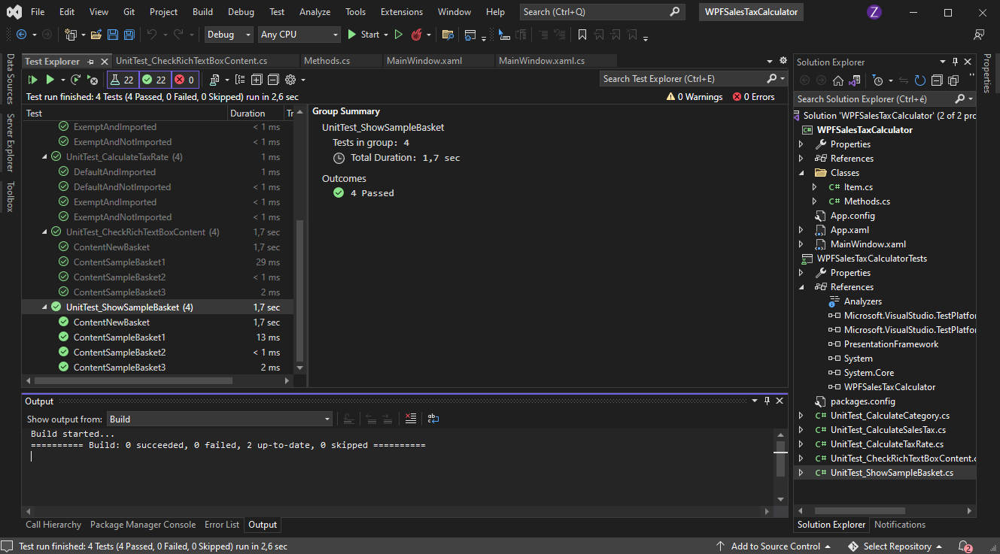 File Edit View Git Project Build Debug Test Analyze Tools Extensions Window Help Search (Ctrl+Q) WPFSalesTaxCalculator Z
Debug Any CPU Start
Data Sources
Server Explorer
Toolbox
Test Explorer UnitTest_CheckRichTextBoxContent.cs Methods.cs MainWindow.xaml MainWindow.xaml.cs
22 22 0 Search Test Explorer (Ctrl+E)
Test run finished: 4 Tests (4 Passed, 0 Failed, 0 Skipped) run in 2,6 sec 0 Warnings 0 Errors
Test Duration Tr
ExemptAndImported < 1 ms
ExemptAndNotImported < 1 ms
UnitTest_CalculateTaxRate (4) 1 ms
DefaultAndImported 1 ms
DefaultAndNotImported < 1 ms
ExemptAndImported < 1 ms
ExemptAndNotImported < 1 ms
UnitTest_CheckRichTextBoxContent (4) 1,7 sec
ContentNewBasket 1,7 sec
ContentSampleBasket1 29 ms
ContentSampleBasket2 < 1 ms
ContentSampleBasket3 2 ms
UnitTest_ShowSampleBasket (4) 1,7 sec
ContentNewBasket 1,7 sec
ContentSampleBasket1 13 ms
ContentSampleBasket2 < 1 ms
ContentSampleBasket3 2 ms
Group Summary
UnitTest_ShowSampleBasket
Tests in group: 4
Total Duration: 1,7 sec
Outcomes
4 Passed
Output
Show output from: Build
Build started...
========== Build: 0 succeeded, 0 failed, 2 up-to-date, 0 skipped ==========
Call Hierarchy Package Manager Console Error List Output
Solution Explorer
Search Solution Explorer (Ctrl+é)
Solution 'WPFSalesTaxCalculator' (2 of 2 pro
WPFSalesTaxCalculator
Properties
References
Classes
C# Item.cs
C# Methods.cs
App.config
App.xaml
MainWindow.xaml
WPFSalesTaxCalculatorTests
Properties
References
Analyzers
Microsoft.VisualStudio.TestPlatfor
Microsoft.VisualStudio.TestPlatfor
PresentationFramework
System
System.Core
WPFSalesTaxCalculator
packages.config
C# UnitTest_CalculateCategory.cs
C# UnitTest_CalculateSalesTax.cs
C# UnitTest_CalculateTaxRate.cs
C# UnitTest_CheckRichTextBoxContent.c
C# UnitTest_ShowSampleBasket.cs
Solution Explorer Notifications
Properties
Test run finished: 4 Tests (4 Passed, 0 Failed, 0 Skipped) run in 2,6 sec Add to Source Control Select Repository 2